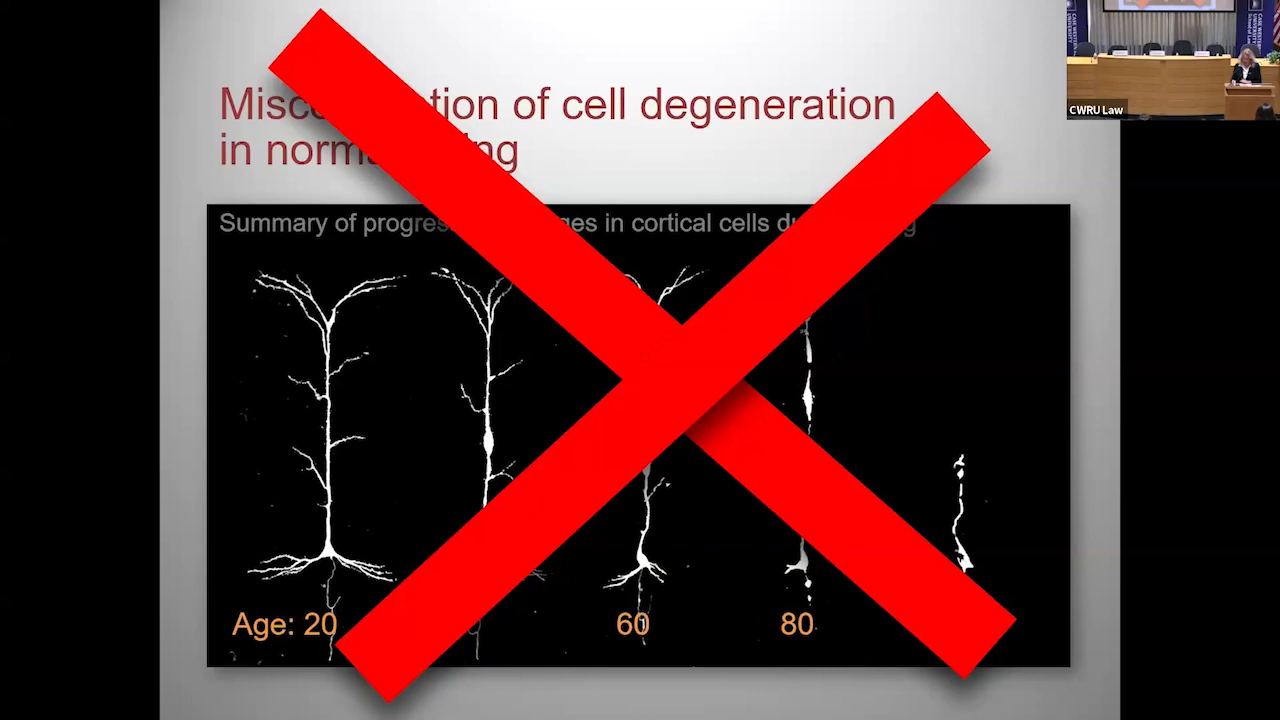 Misc tion of cell degeneration
in norm ng
Summary of progres ges in cortical cells du g
Age: 20
60
80
CWRU Law